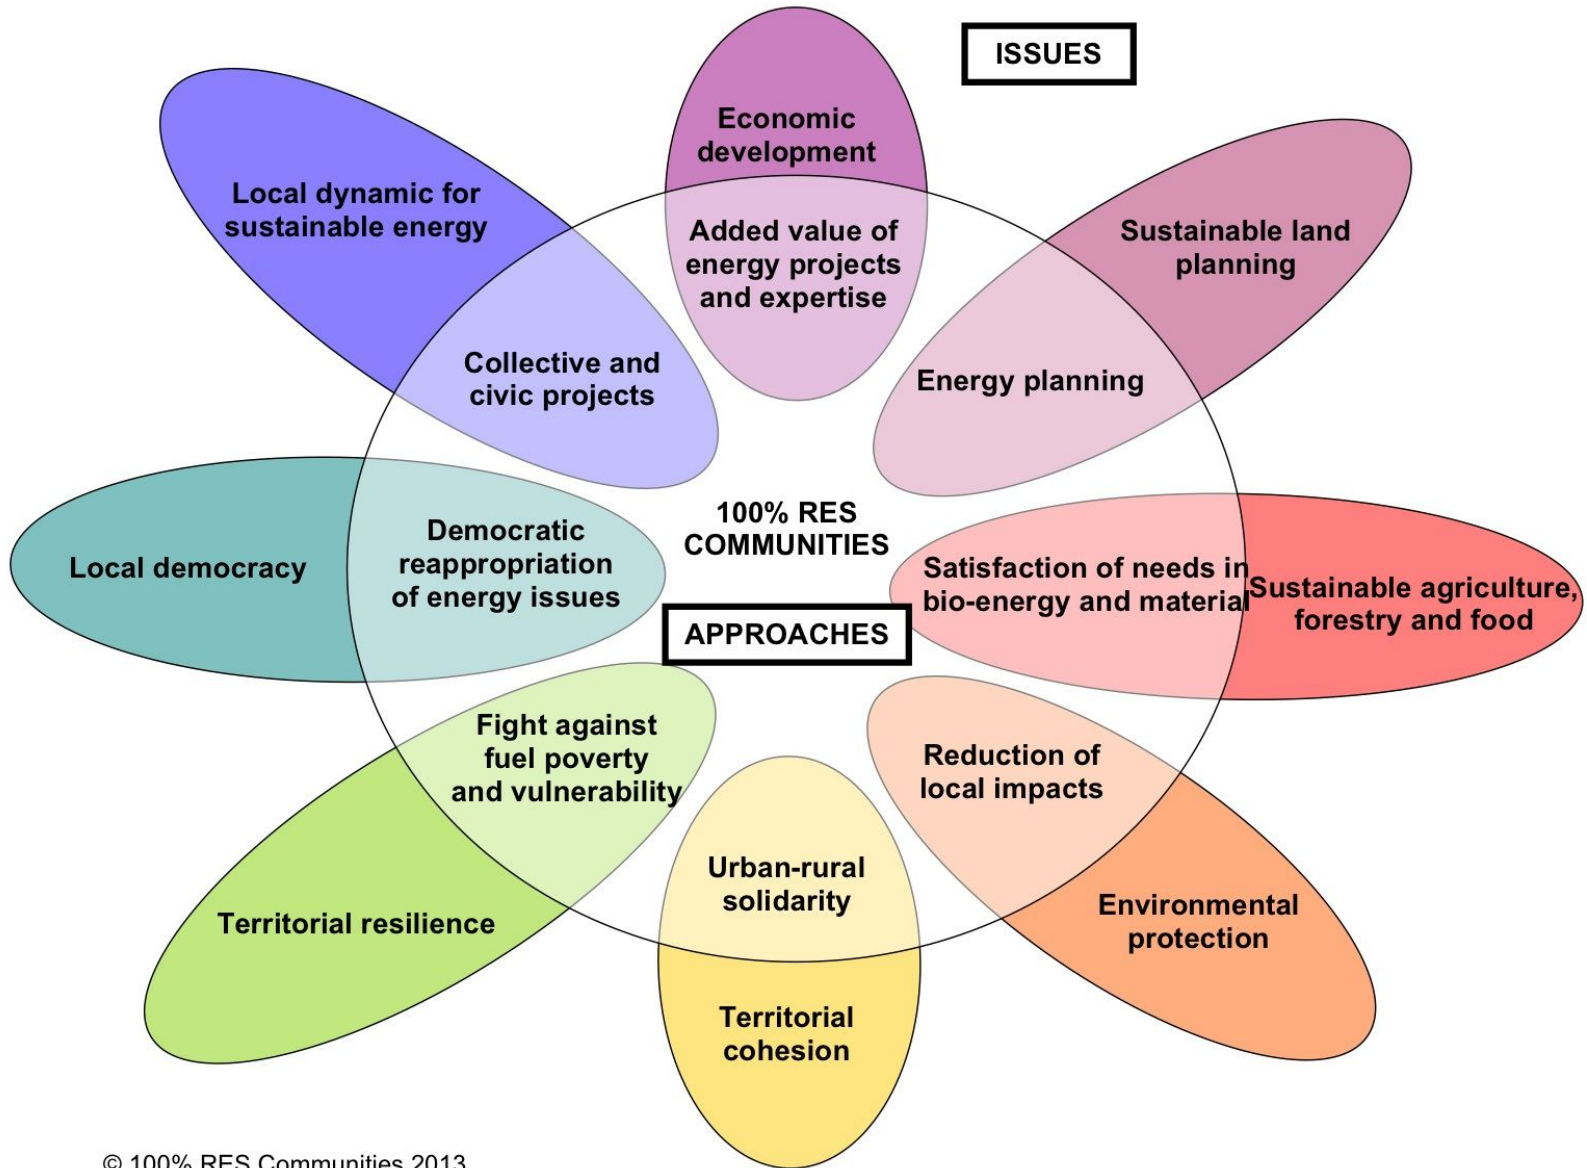 ISSUES
Economic
development
Added value of
energy projects
and expertise
Local dynamic for
sustainable energy
Collective and
civic projects
Sustainable land
planning
Energy planning
100% RES
COMMUNITIES
APPROACHES
Local democracy
Democratic
reappropriation
of energy issues
Satisfaction of needs in
bio-energy and material
Sustainable agriculture,
forestry and food
Fight against
fuel poverty
and vulnerability
Territorial resilience
Urban-rural
solidarity
Territorial
cohesion
Reduction of
local impacts
Environmental
protection
© 100% RES Communities 2013